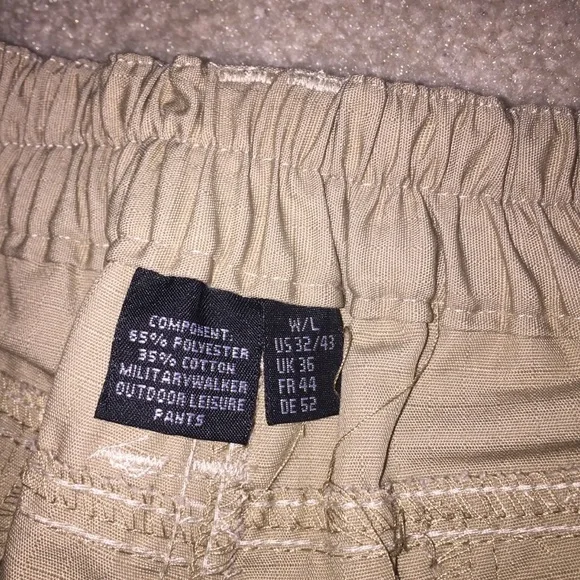 COMPONENT:
65% POLYESTER
35% COTTON
MILITARYWALKER
OUTDOOR LEISURE
PANTS
W/L
US 32/43
UK 36
FR 44
DE 52